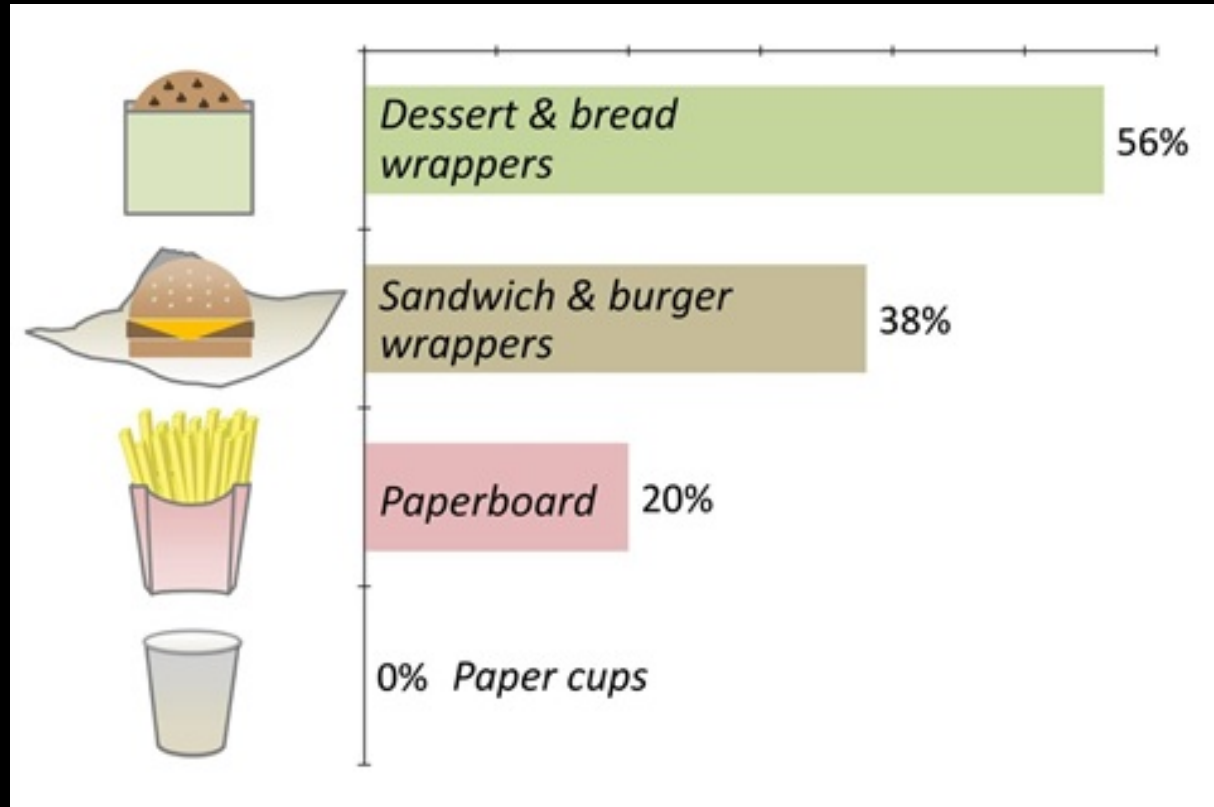 Dessert & bread
wrappers
56%
Sandwich & burger
wrappers
38%
Paperboard 20%
0% Paper cups